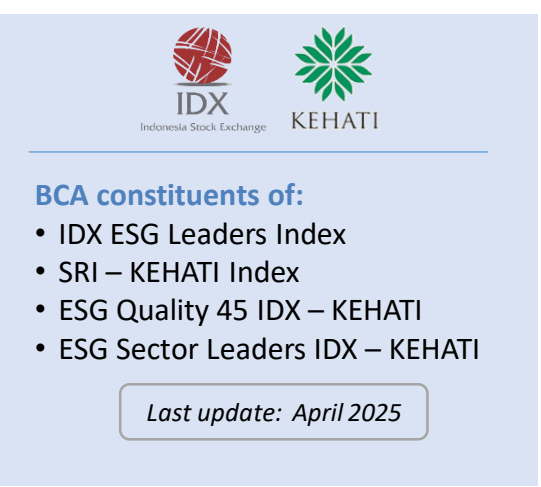 IDX
Indonesia Stock Exchange
KEHATI
BCA constituents of:
• IDX ESG Leaders Index
• SRI – KEHATI Index
• ESG Quality 45 IDX – KEHATI
• ESG Sector Leaders IDX – KEHATI
Last update: April 2025